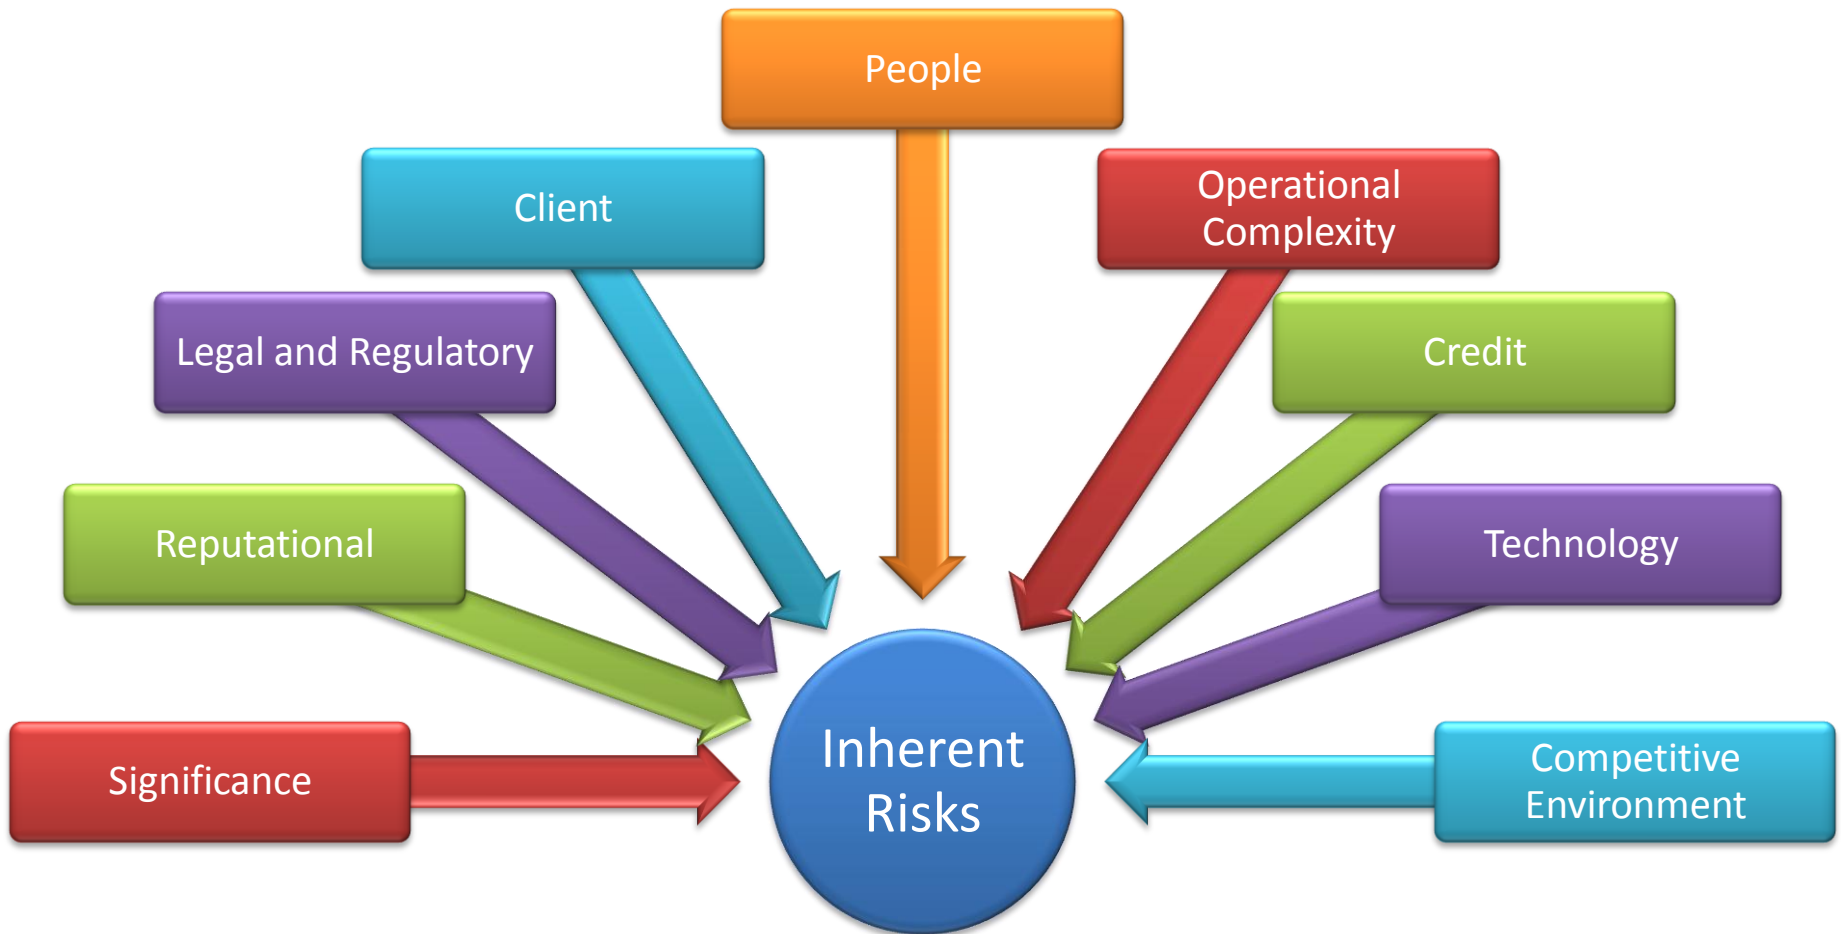 People
Client
Operational
Complexity
Legal and Regulatory
Credit
Reputational
Technology
Significance
Inherent
Risks
Competitive
Environment